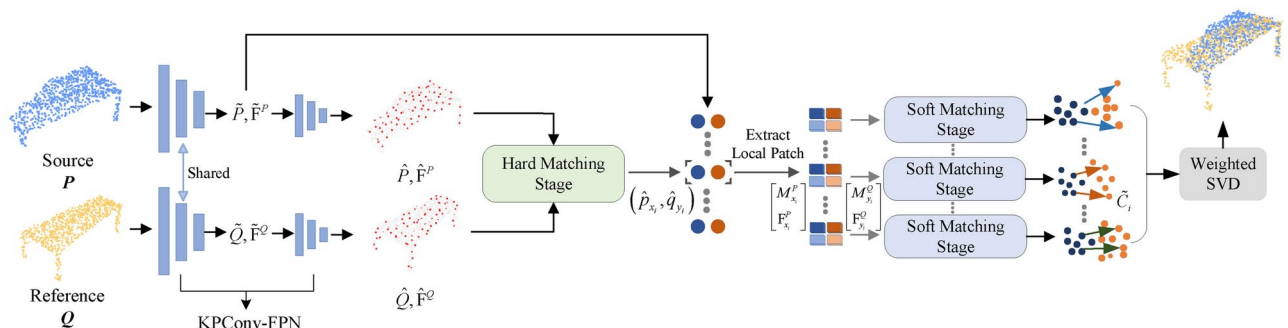 Source
P
Shared
Reference
Q
KPConv-FPN
P̃, F̃ᴾ
Q̃, F̃^Q
P̂, F̂ᴾ
Q̂, F̂^Q
Hard Matching
Stage
(p̂_{x_i}, q̂_{y_i})
Extract
Local Patch
[M^P_{x_i} F^P_{x_i}] [M^Q_{y_i} F^Q_{y_i}]
Soft Matching
Stage
Soft Matching
Stage
Soft Matching
Stage
C̃_i
Weighted
SVD